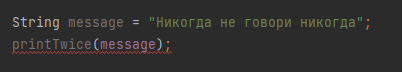 String message = "Никогда не говори никогда";
printTwice(message);